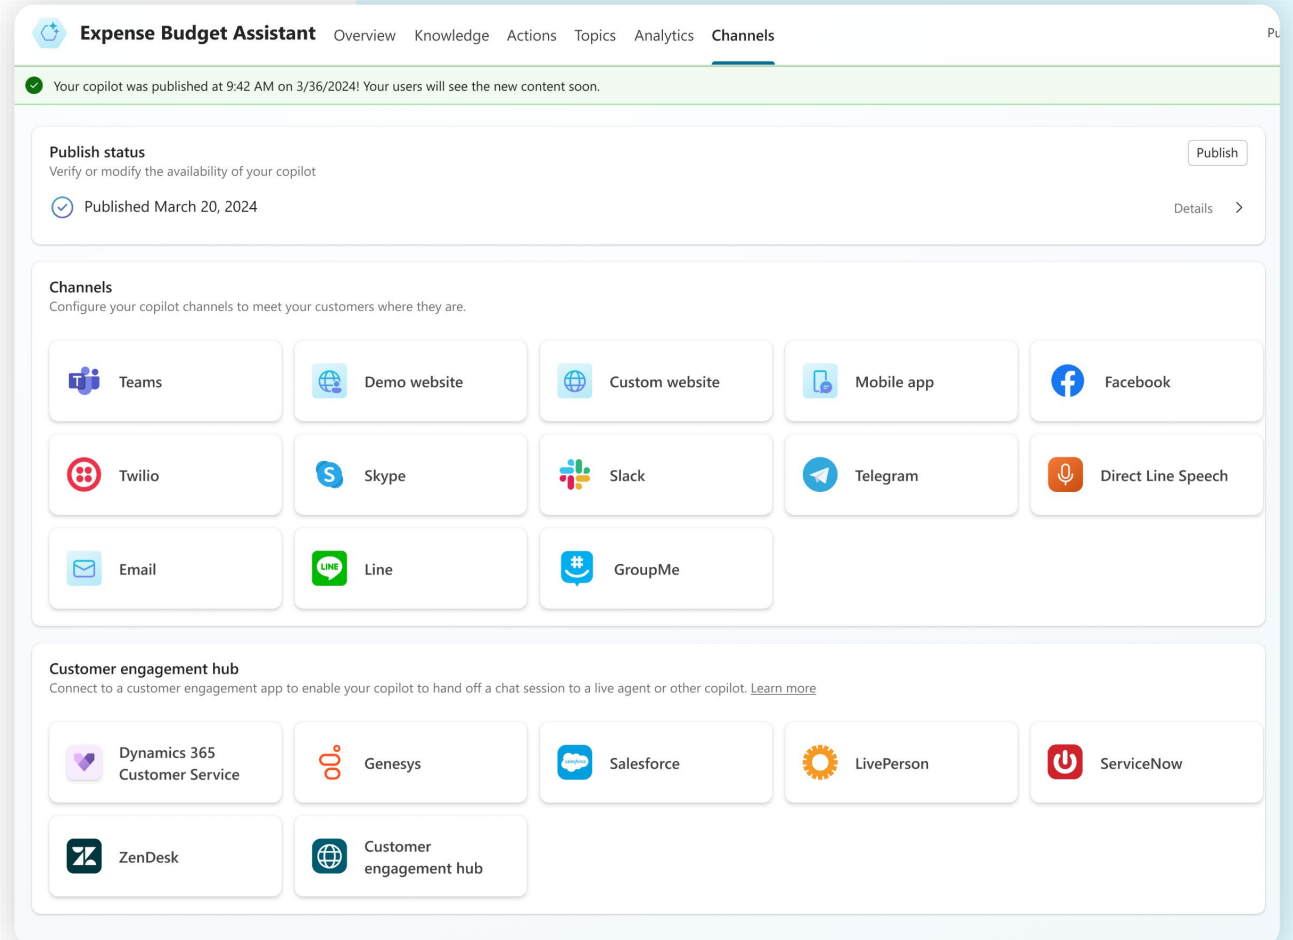 Expense Budget Assistant Overview Knowledge Actions Topics Analytics Channels Pu
Your copilot was published at 9:42 AM on 3/36/2024! Your users will see the new content soon.
Publish status
Publish
Verify or modify the availability of your copilot
Published March 20, 2024
Details
Channels
Configure your copilot channels to meet your customers where they are.
Teams
Demo website
Custom website
Mobile app
Facebook
Twilio
Skype
Slack
Telegram
Direct Line Speech
Email
LINE
Line
GroupMe
Customer engagement hub
Connect to a customer engagement app to enable your copilot to hand off a chat session to a live agent or other copilot. Learn more
Dynamics 365
Customer Service
Genesys
salesforce
Salesforce
LivePerson
ServiceNow
ZenDesk
Customer
engagement hub